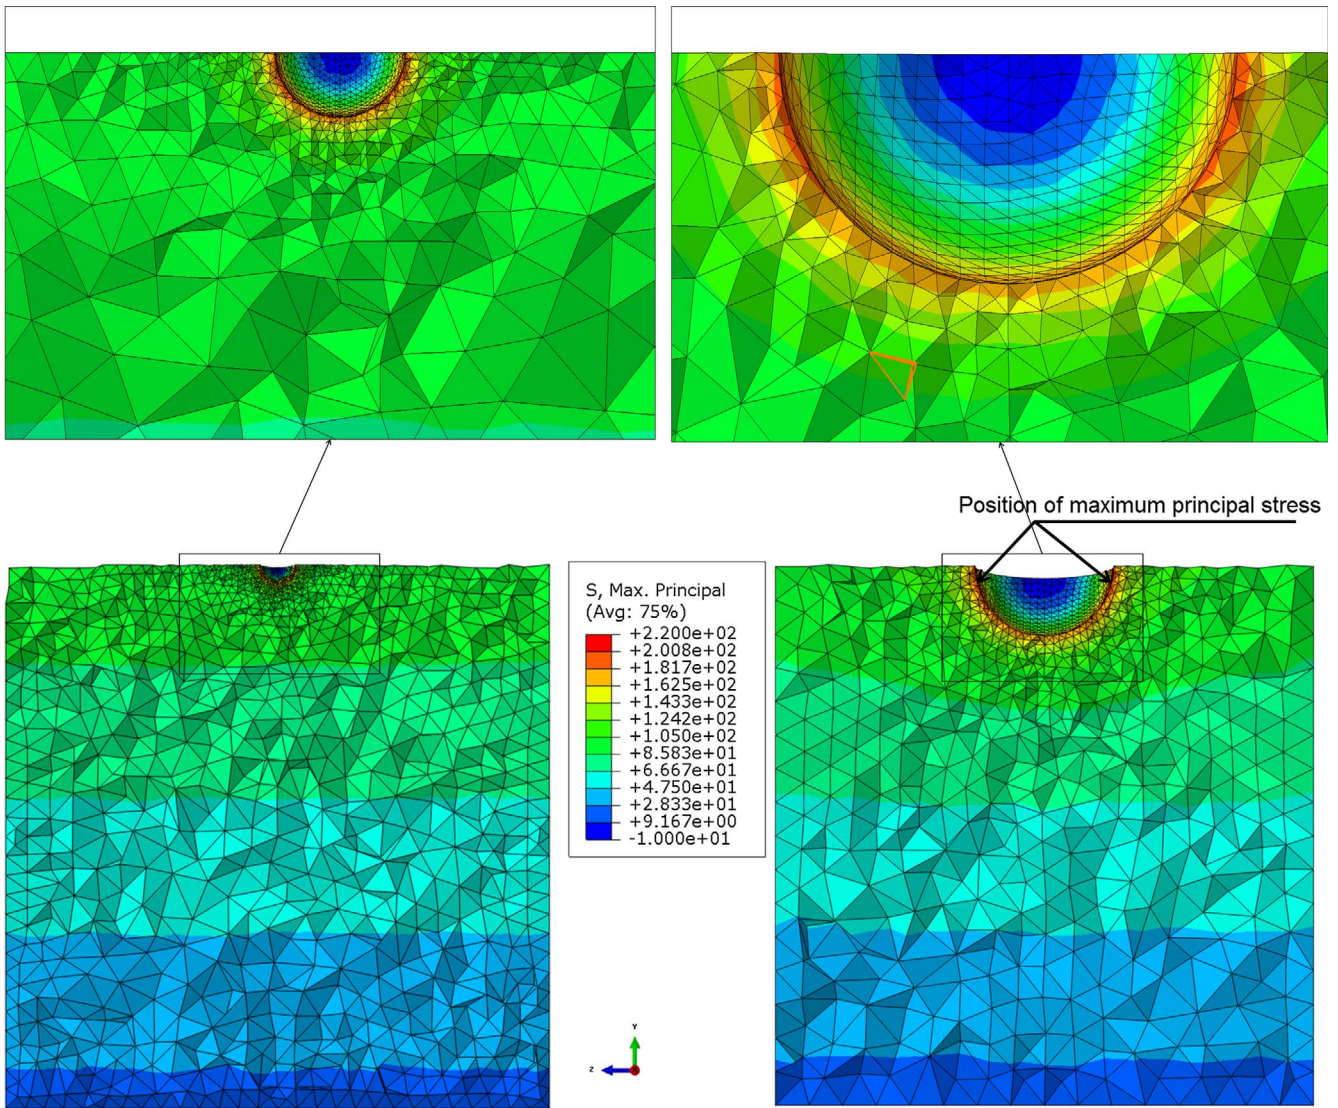 Position of maximum principal stress
S, Max. Principal
(Avg: 75%)
+2.200e+02
+2.008e+02
+1.817e+02
+1.625e+02
+1.433e+02
+1.242e+02
+1.050e+02
+8.583e+01
+6.667e+01
+4.750e+01
+2.833e+01
+9.167e+00
-1.000e+01
Y
Z